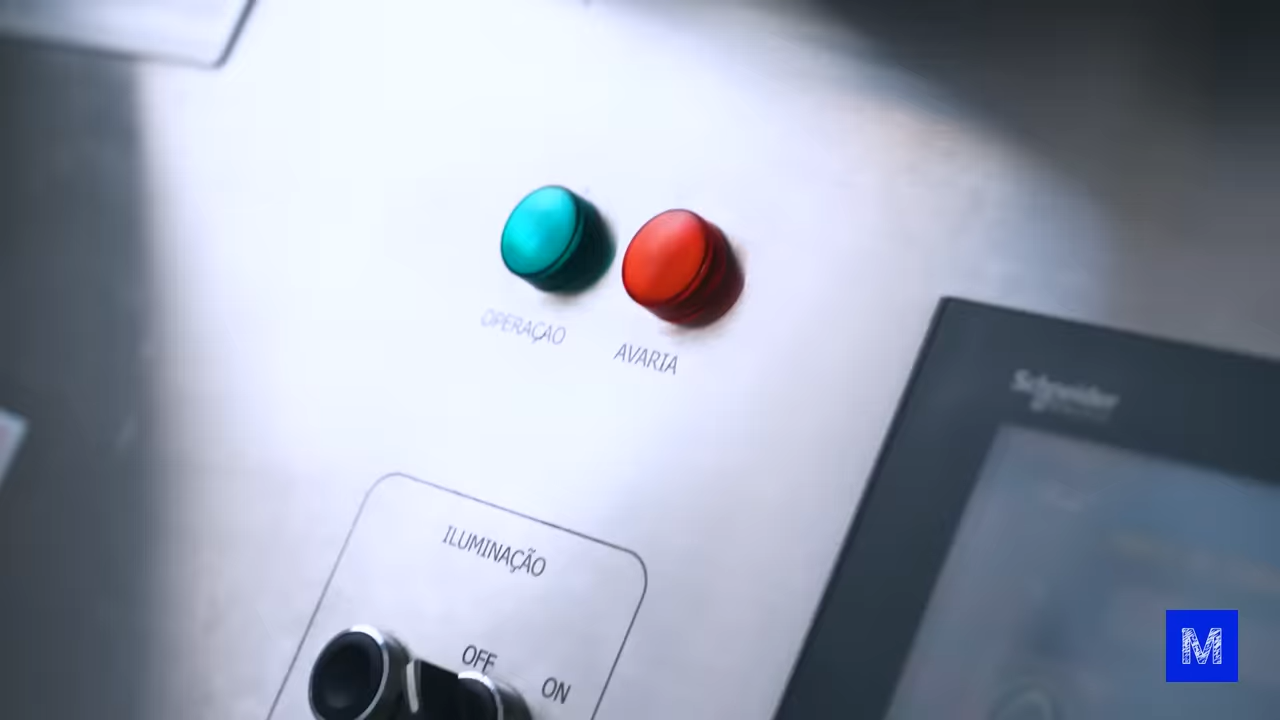 OPERAÇÃO
AVARIA
Schneider
ILUMINAÇÃO
OFF
ON
M